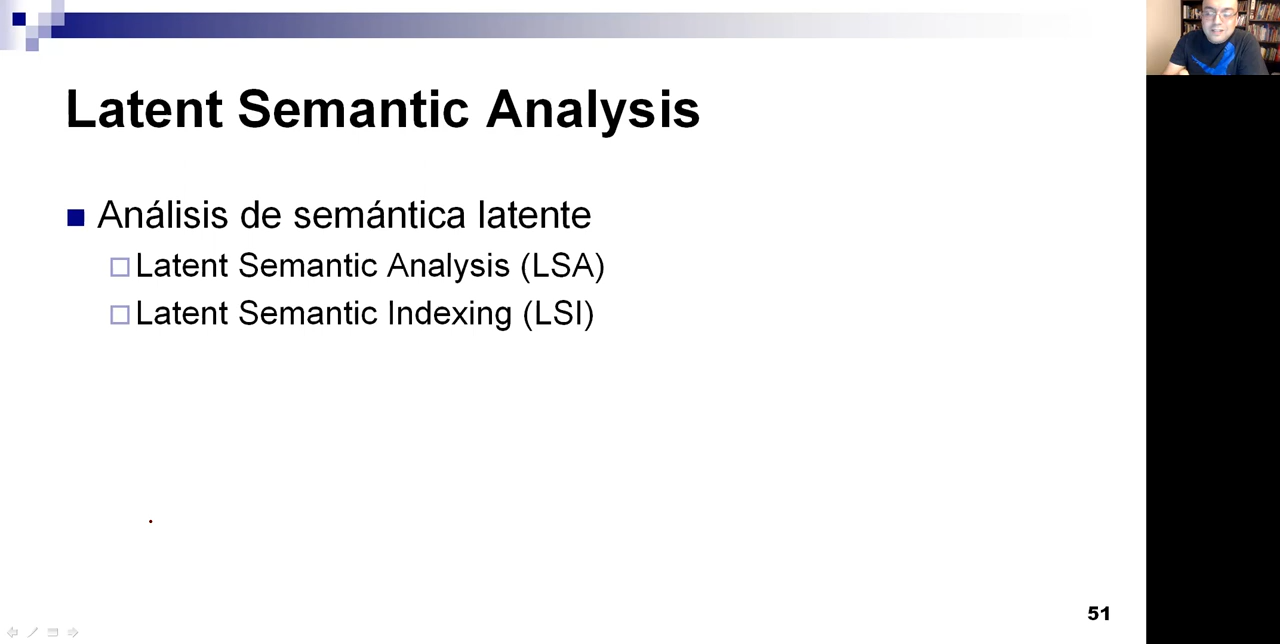 Latent Semantic Analysis
Análisis de semántica latente
Latent Semantic Analysis (LSA)
Latent Semantic Indexing (LSI)
51